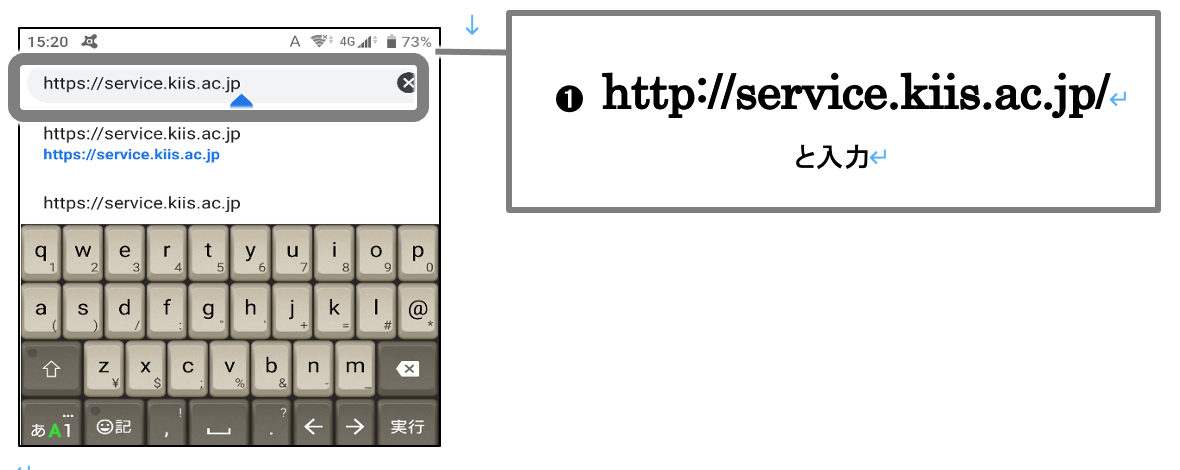 15:20 A 4G 73%
https://service.kiis.ac.jp
https://service.kiis.ac.jp
https://service.kiis.ac.jp
https://service.kiis.ac.jp
q 1 w 2 e 3 r 4 t 5 y 6 u 7 i 8 o 9 p 0
a ( s ) d / f : g " h ' j + k = l # @ *
z ¥ x $ c ; v % b & n - m _
あA1 ... 記 , ! . ? ← → 実行
↓
❶ http://service.kiis.ac.jp/↵
と入力↵
↵